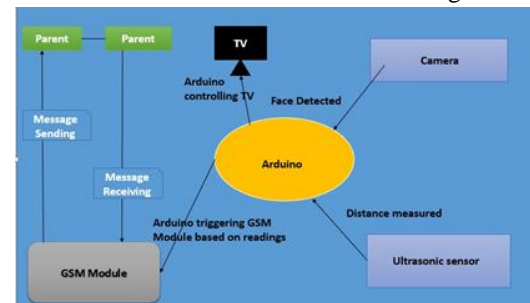 Parent
Parent
TV
Camera
Arduino
controlling TV
Face Detected
Message
Sending
Arduino
Message
Receiving
Arduino triggering GSM
Module based on readings
Distance measured
GSM Module
Ultrasonic sensor